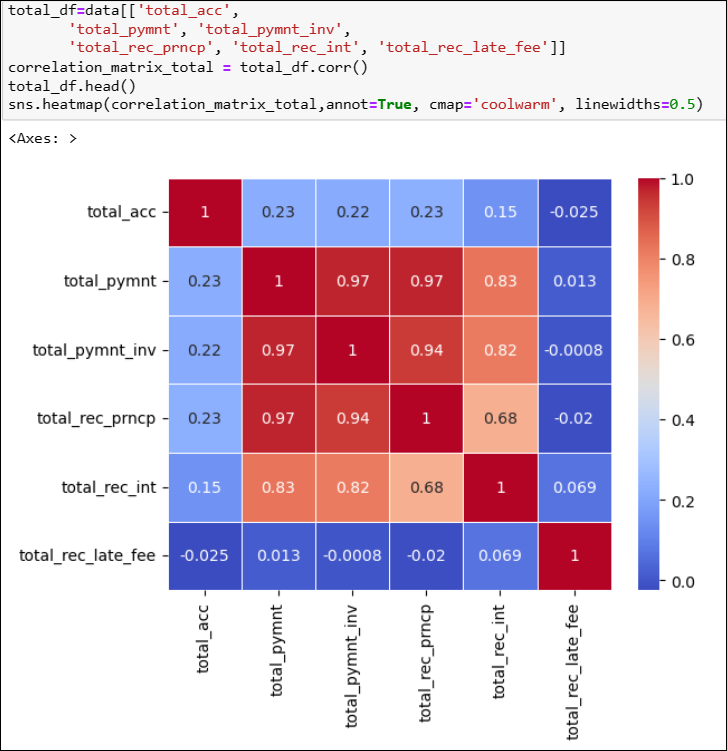 total_df=data[['total_acc',
'total_pymnt', 'total_pymnt_inv',
'total_rec_prncp', 'total_rec_int', 'total_rec_late_fee']]
correlation_matrix_total = total_df.corr()
total_df.head()
sns.heatmap(correlation_matrix_total,annot=True, cmap='coolwarm', linewidths=0.5)
<Axes: >
total_acc 1 0.23 0.22 0.23 0.15 -0.025
total_pymnt 0.23 1 0.97 0.97 0.83 0.013
total_pymnt_inv 0.22 0.97 1 0.94 0.82 -0.0008
total_rec_prncp 0.23 0.97 0.94 1 0.68 -0.02
total_rec_int 0.15 0.83 0.82 0.68 1 0.069
total_rec_late_fee -0.025 0.013 -0.0008 -0.02 0.069 1
total_acc
total_pymnt
total_pymnt_inv
total_rec_prncp
total_rec_int
total_rec_late_fee
1.0
0.8
0.6
0.4
0.2
0.0